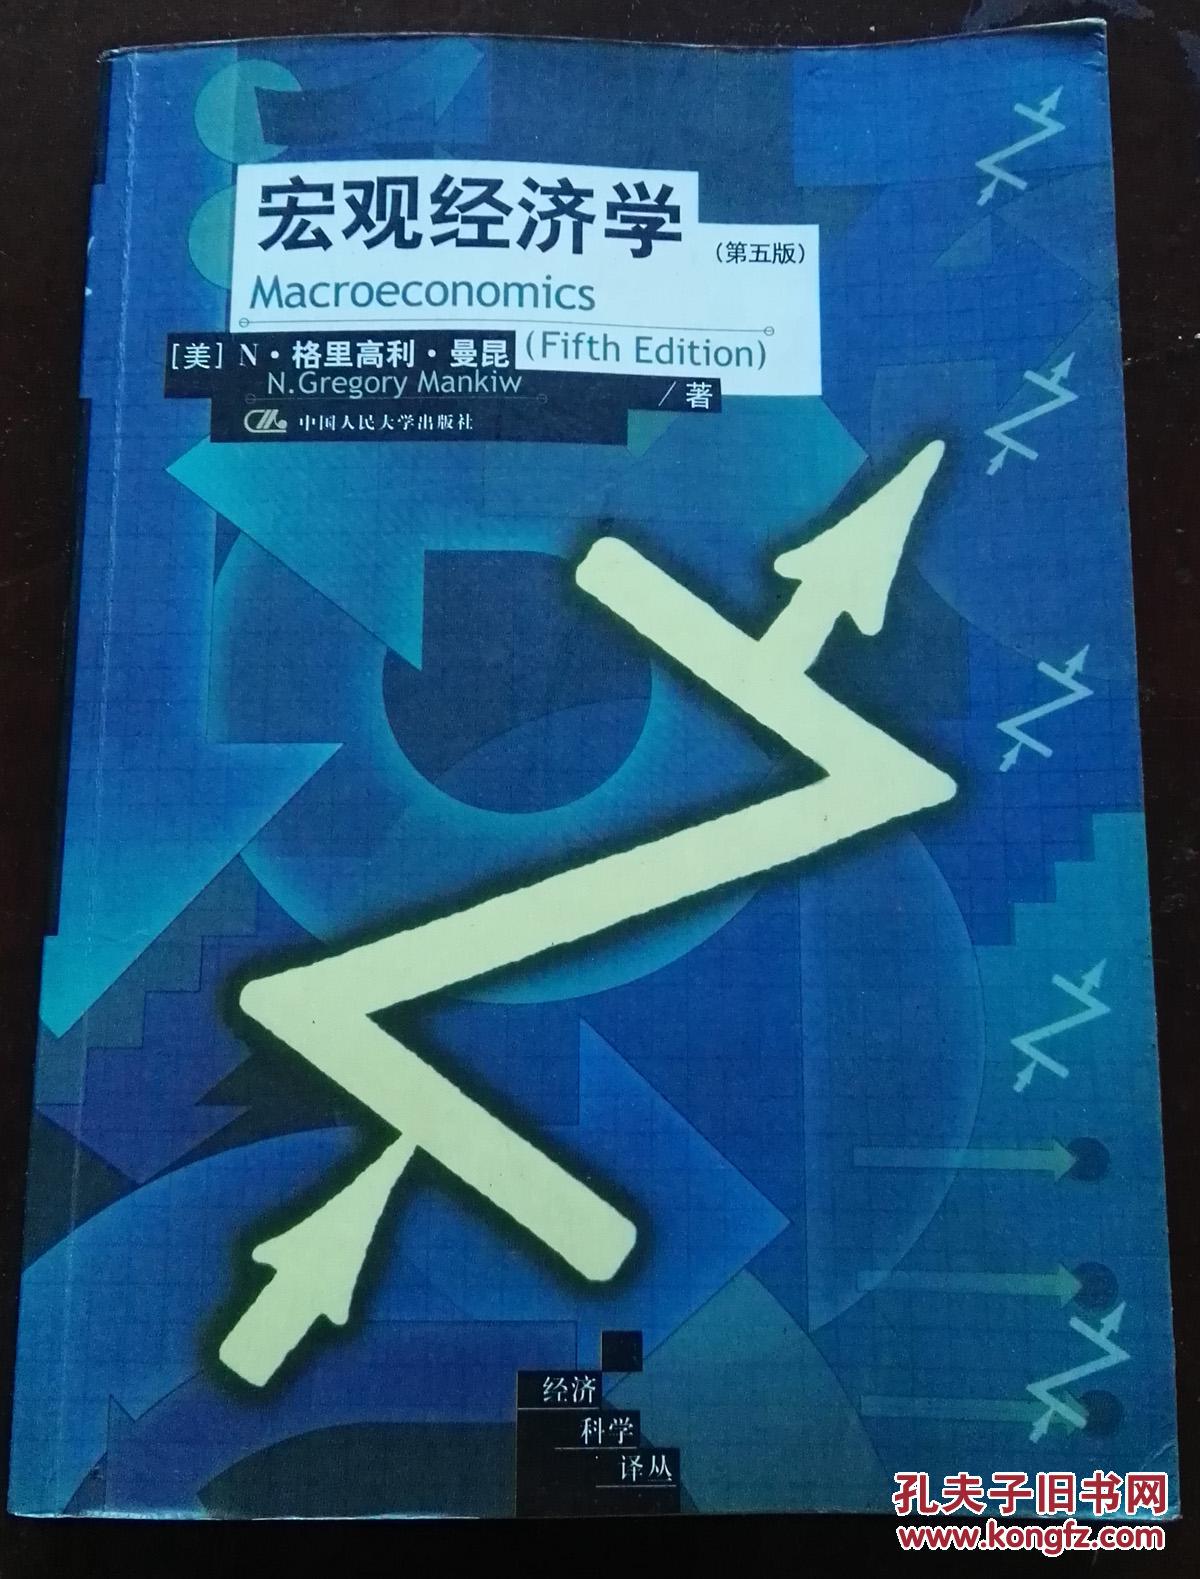 宏观经济学
（第五版）
Macroeconomics
(Fifth Edition)
［美］N·格里高利·曼昆
N.Gregory Mankiw
／著
中国人民大学出版社
经济
科学
译丛
孔夫子旧书网
www.kongfz.com